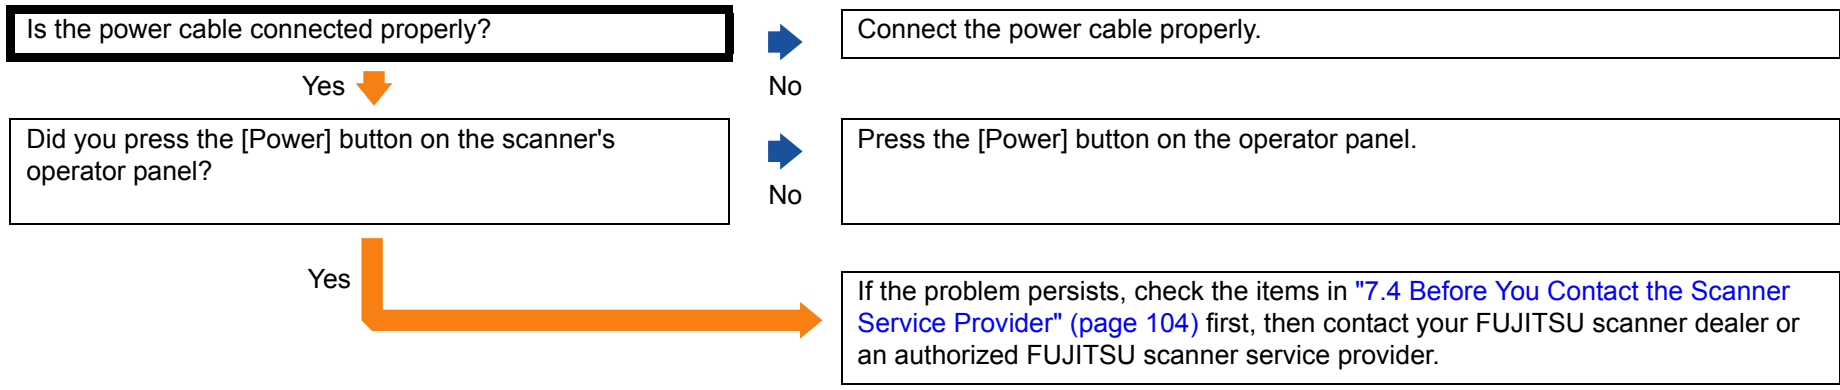 Is the power cable connected properly?
Connect the power cable properly.
Yes
No
Did you press the [Power] button on the scanner's
operator panel?
Press the [Power] button on the operator panel.
No
Yes
If the problem persists, check the items in "7.4 Before You Contact the Scanner
Service Provider" (page 104) first, then contact your FUJITSU scanner dealer or
an authorized FUJITSU scanner service provider.